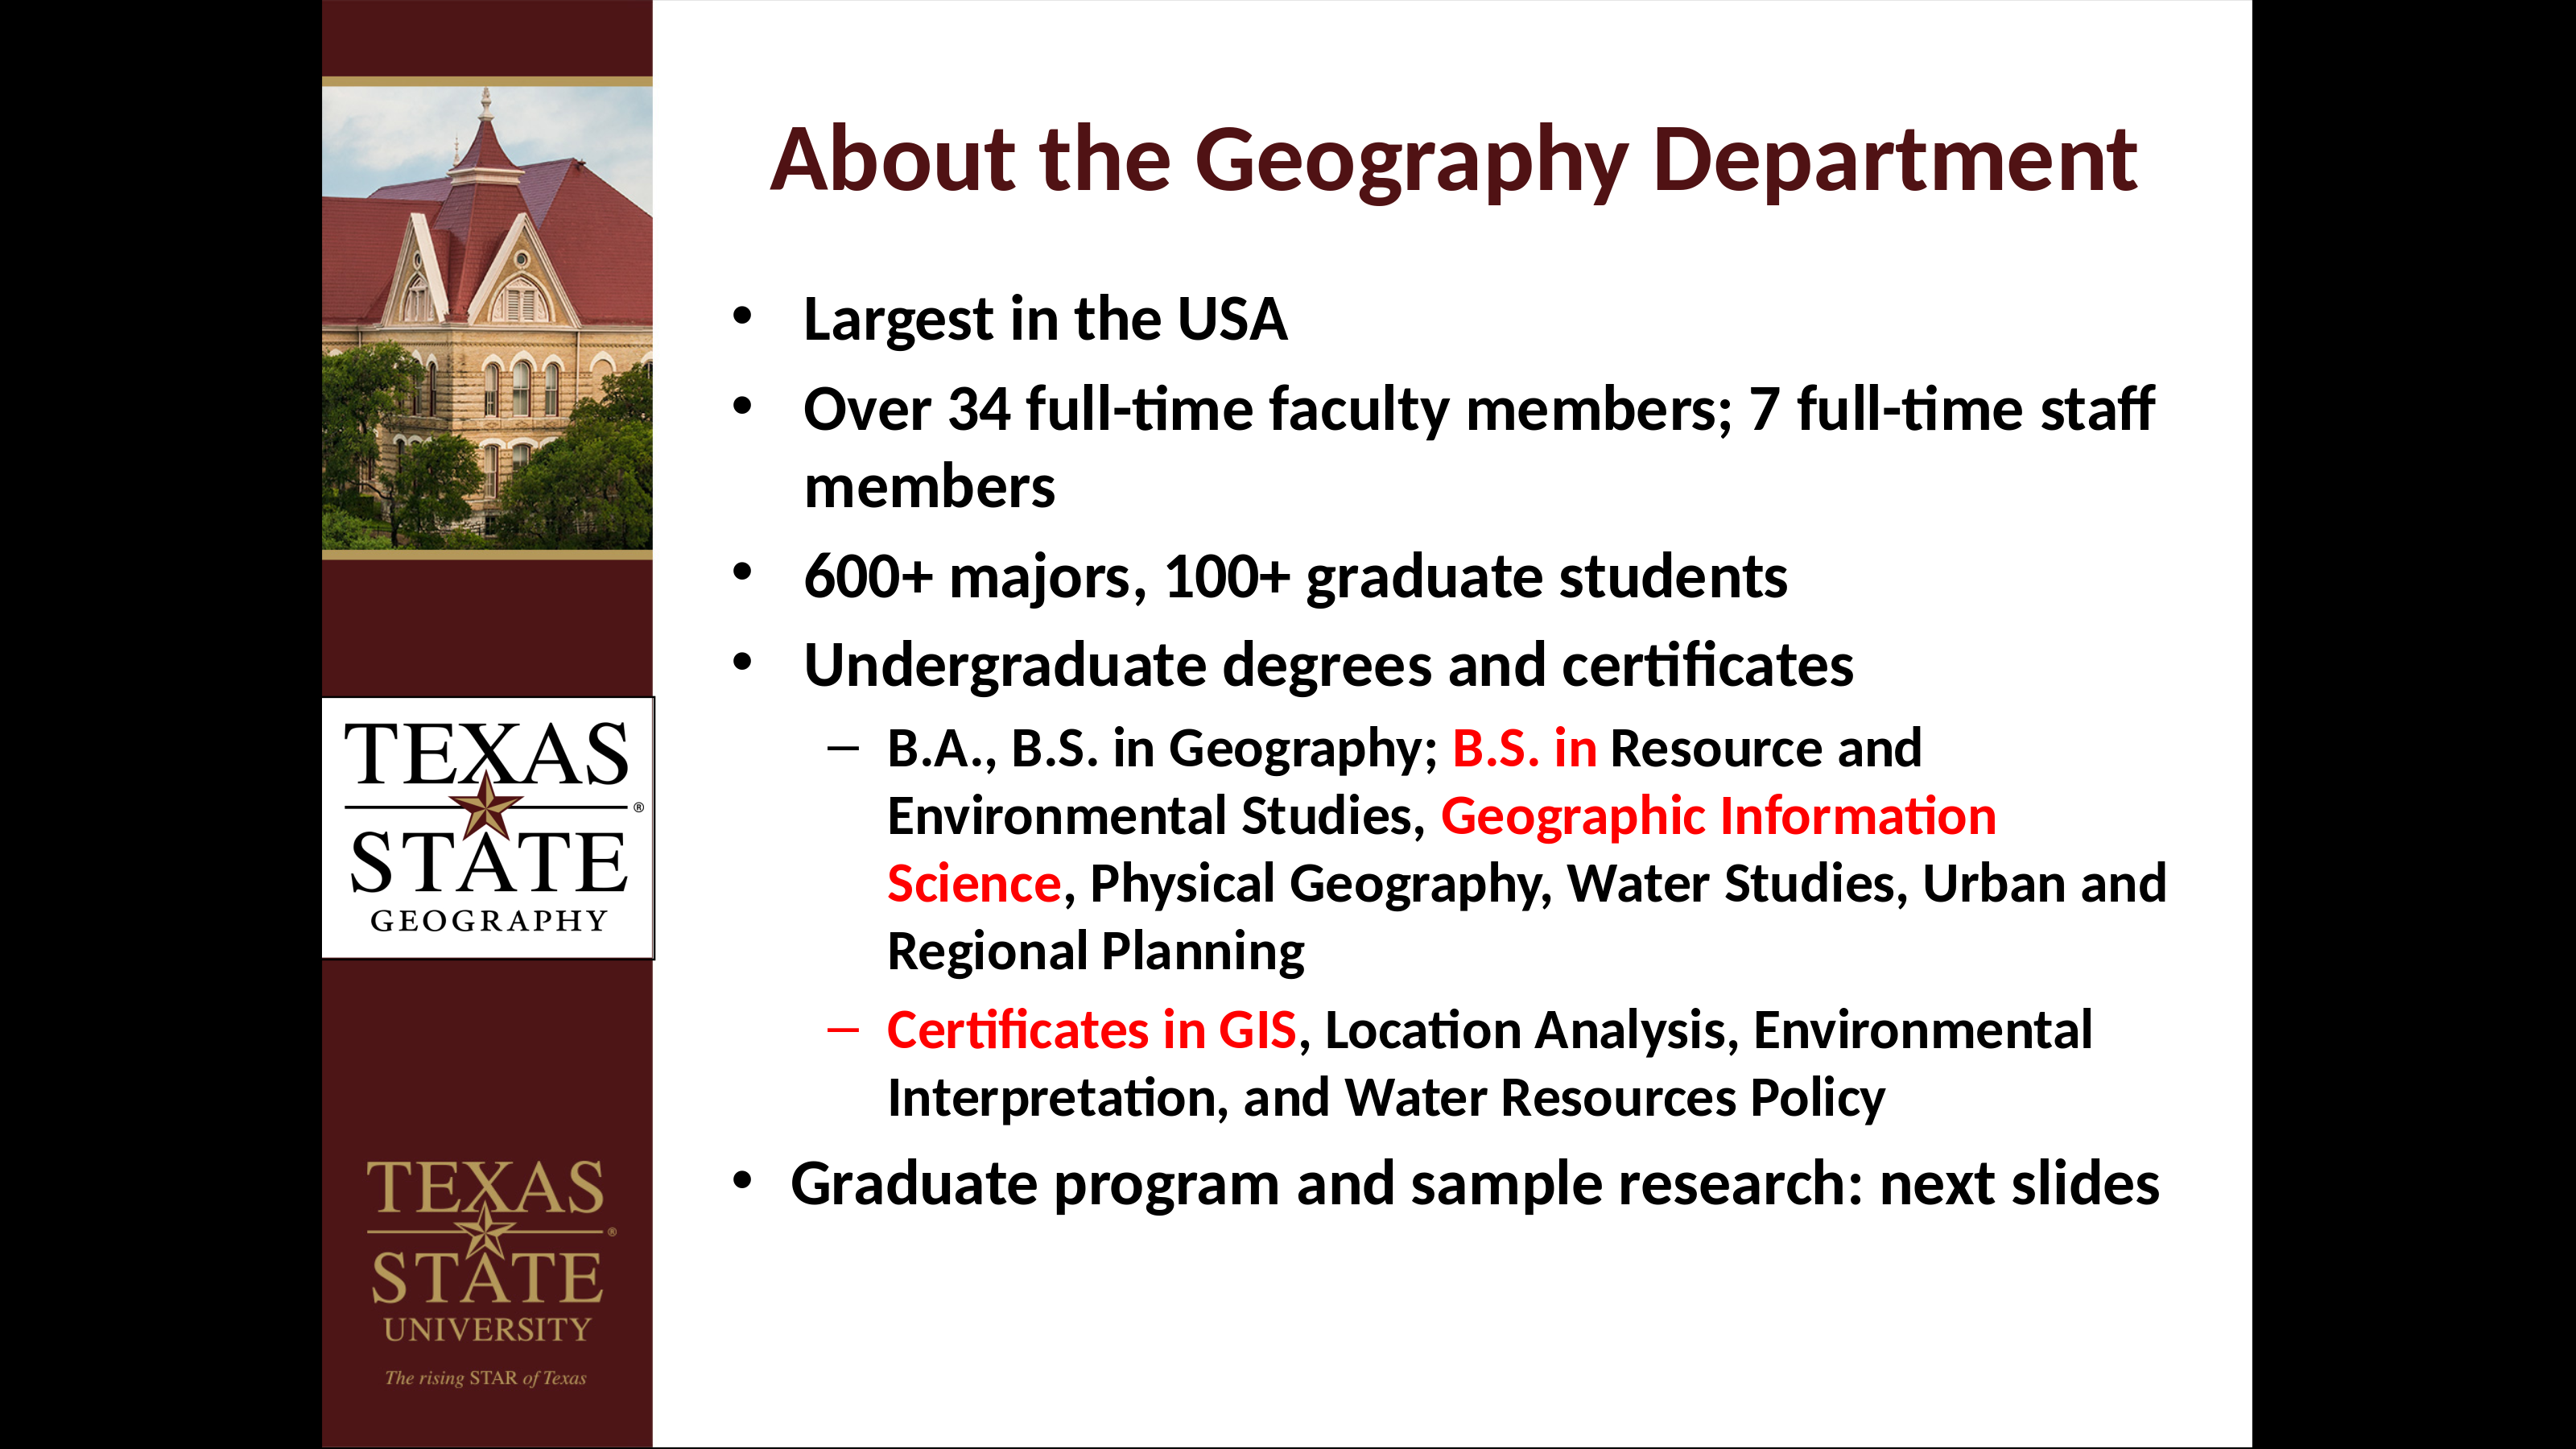 About the Geography Department
• Largest in the USA
• Over 34 full-time faculty members; 7 full-time staff
members
• 600+ majors, 100+ graduate students
• Undergraduate degrees and certificates
– B.A., B.S. in Geography; B.S. in Resource and
Environmental Studies, Geographic Information
Science, Physical Geography, Water Studies, Urban and
Regional Planning
– Certificates in GIS, Location Analysis, Environmental
Interpretation, and Water Resources Policy
• Graduate program and sample research: next slides
TEXAS
®
STATE
GEOGRAPHY
TEXAS
®
STATE
UNIVERSITY
The rising STAR of Texas